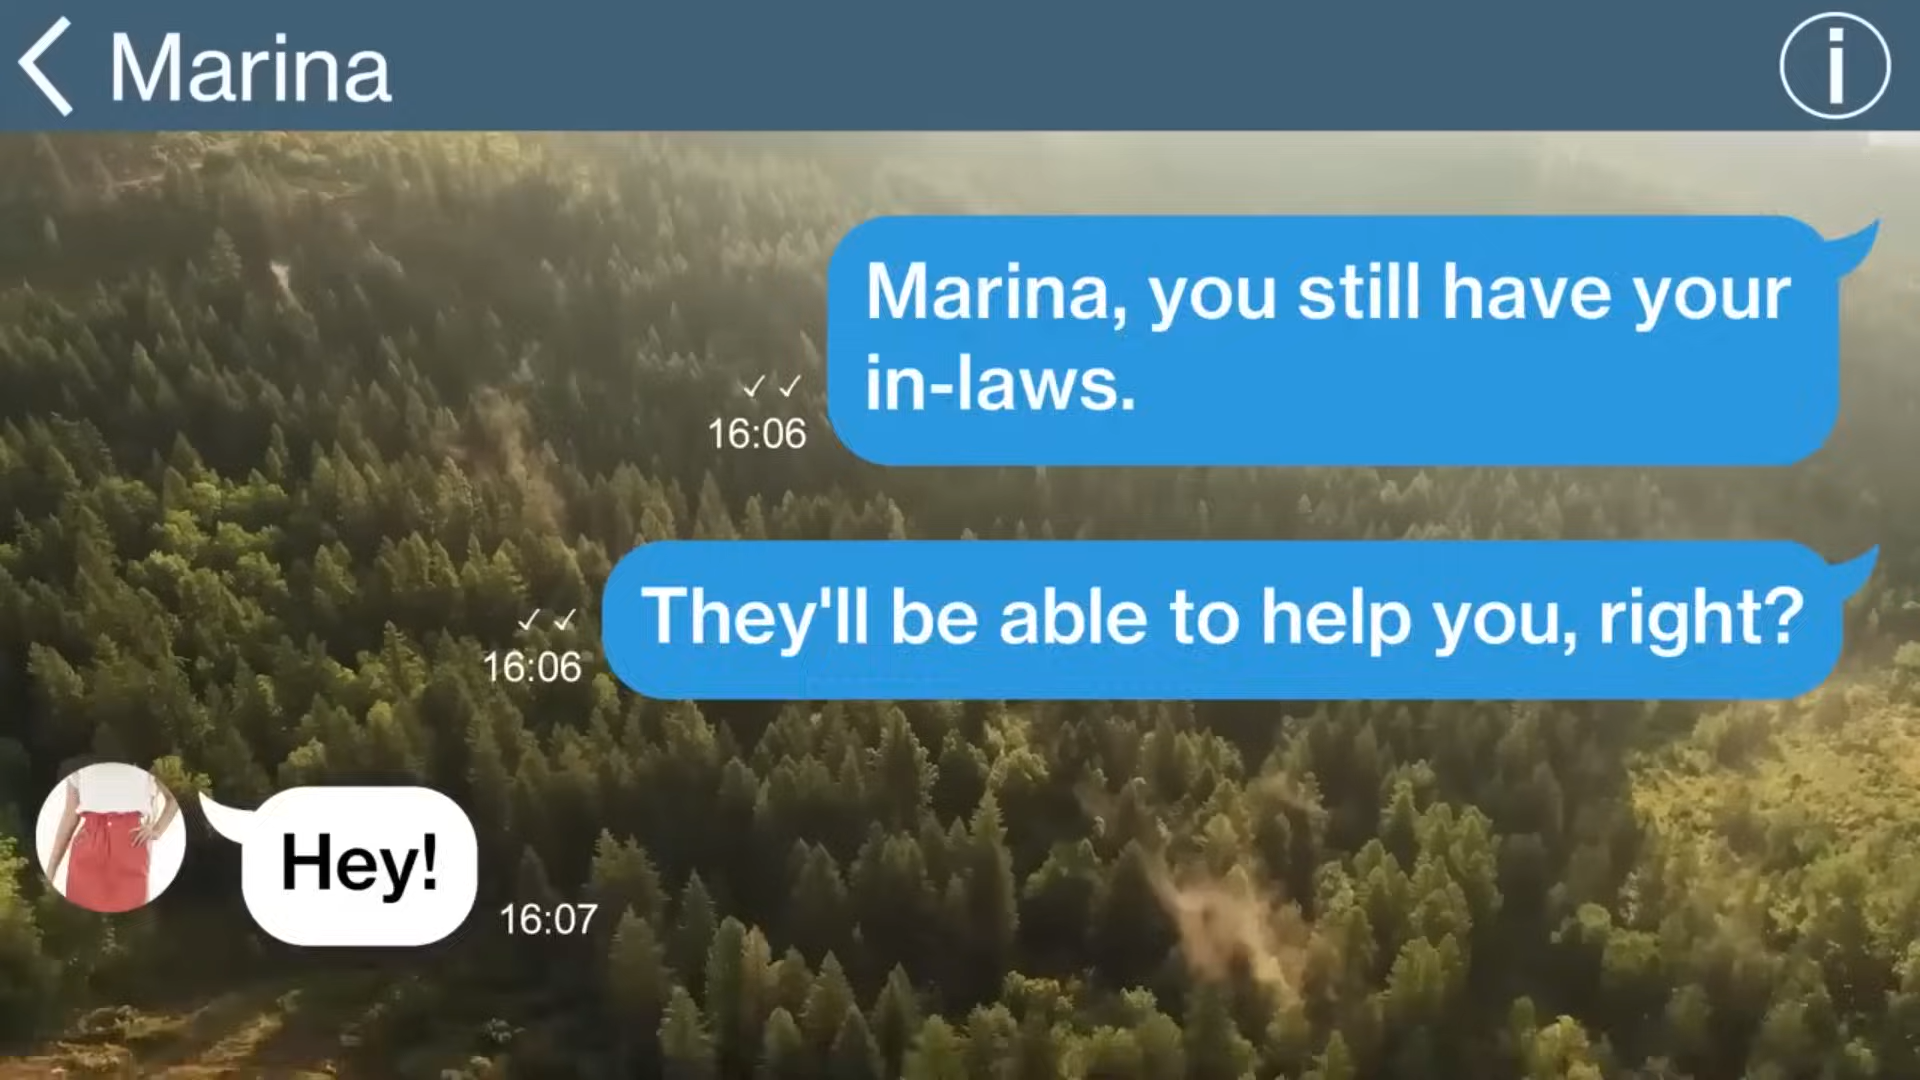 Marina
Marina, you still have your
in-laws.
✓✓
16:06
They'll be able to help you, right?
✓✓
16:06
Hey!
16:07